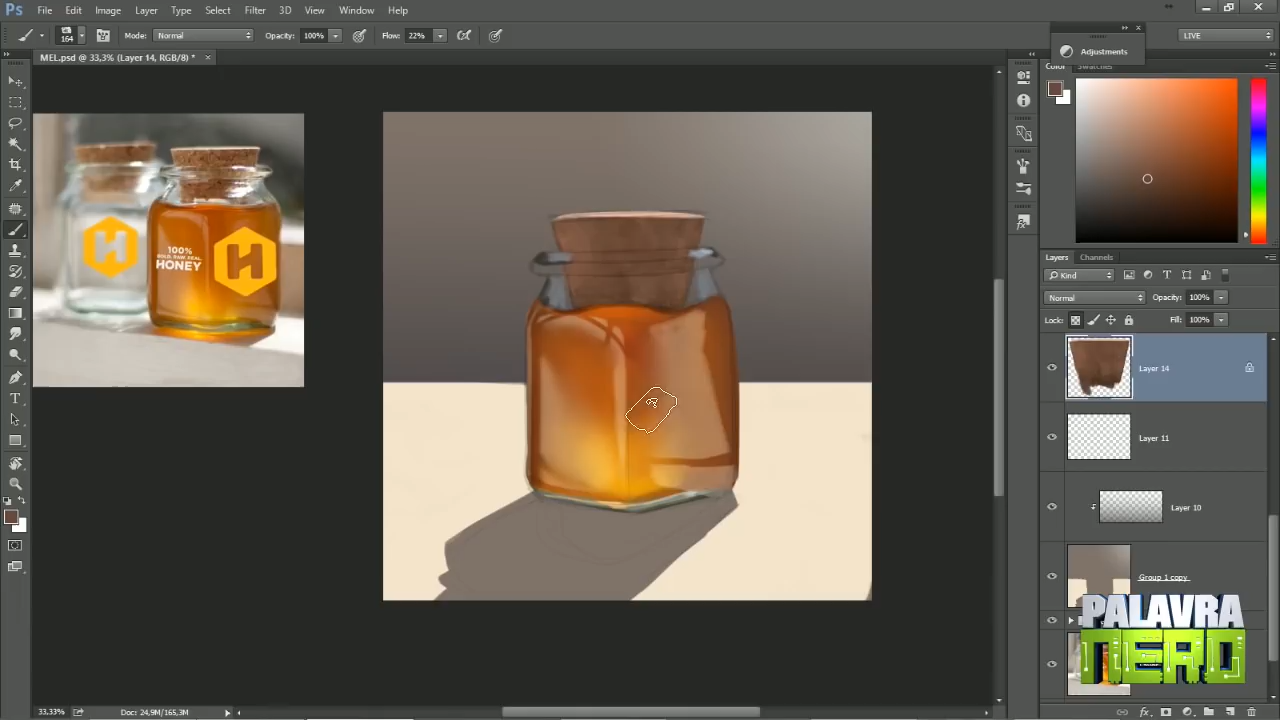 Ps File Edit Image Layer Type Select Filter 3D View Window Help
164 Mode: Normal Opacity: 100% Flow: 22%
LIVE
MEL.psd @ 33,3% (Layer 14, RGB/8) * ×
Adjustments
Color Swatches
100%
HONEY
H
H
Layers Channels
Kind
Normal Opacity: 100%
Lock: Fill: 100%
Layer 14
Layer 11
Layer 10
Group 1 copy
PALAVRA
NERD
33,33% Doc: 24,9M/165,3M